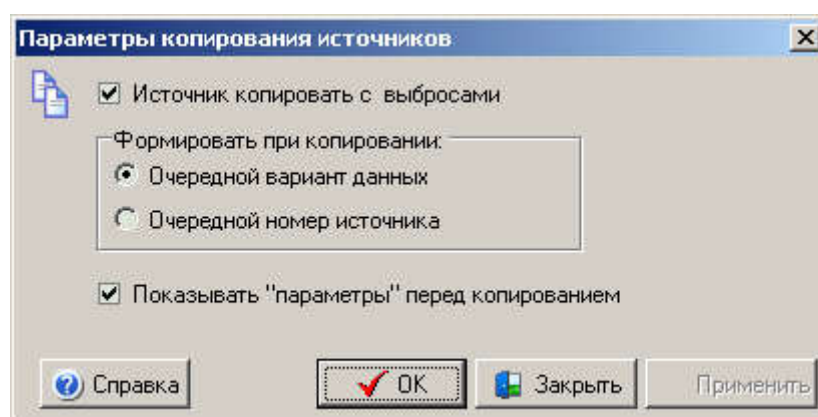 Параметры копирования источников
Источник копировать с выбросами
Формировать при копировании:
Очередной вариант данных
Очередной номер источника
Показывать "параметры" перед копированием
Справка OK Закрыть Применить